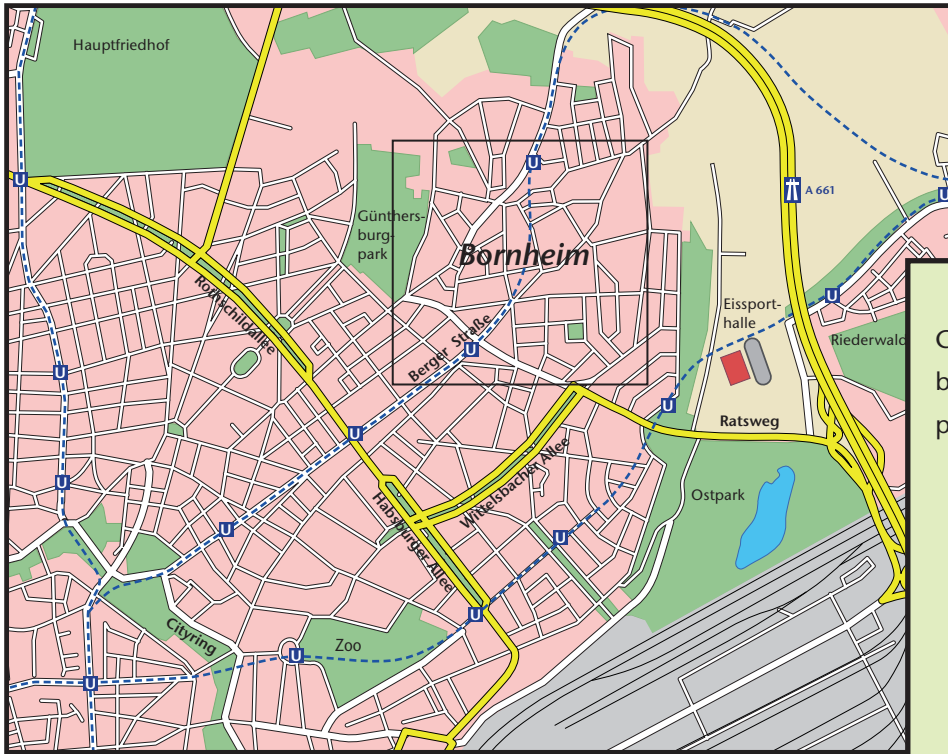 Hauptfriedhof
U
U
U
A 661
U
Günthers-
burg-
park
Bornheim
Rothschildallee
Eissport-
halle
U
Riederwald
Berger Straße
U
U
U
Ratsweg
U
Wittelsbacher Allee
Habsburger Allee
U
Ostpark
U
U
U
Cityring
Zoo
U
U